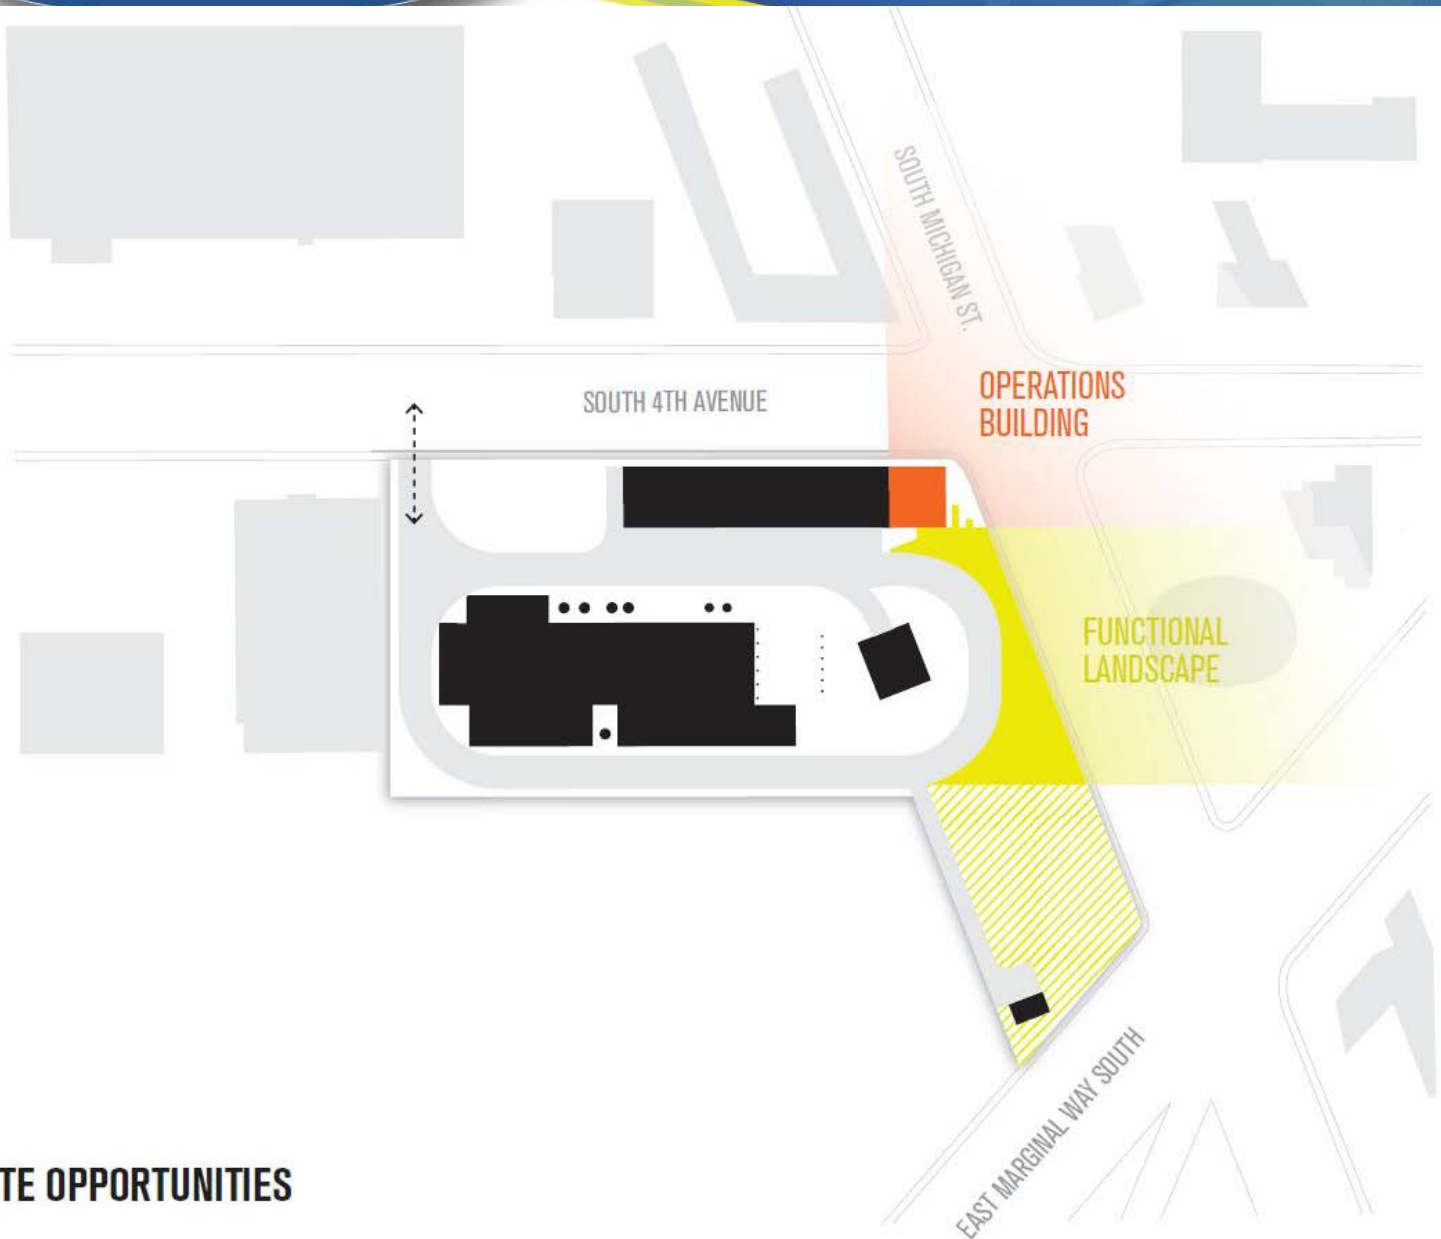 SOUTH MICHIGAN ST.
OPERATIONS
BUILDING
SOUTH 4TH AVENUE
FUNCTIONAL
LANDSCAPE
EAST MARGINAL WAY SOUTH
TE OPPORTUNITIES